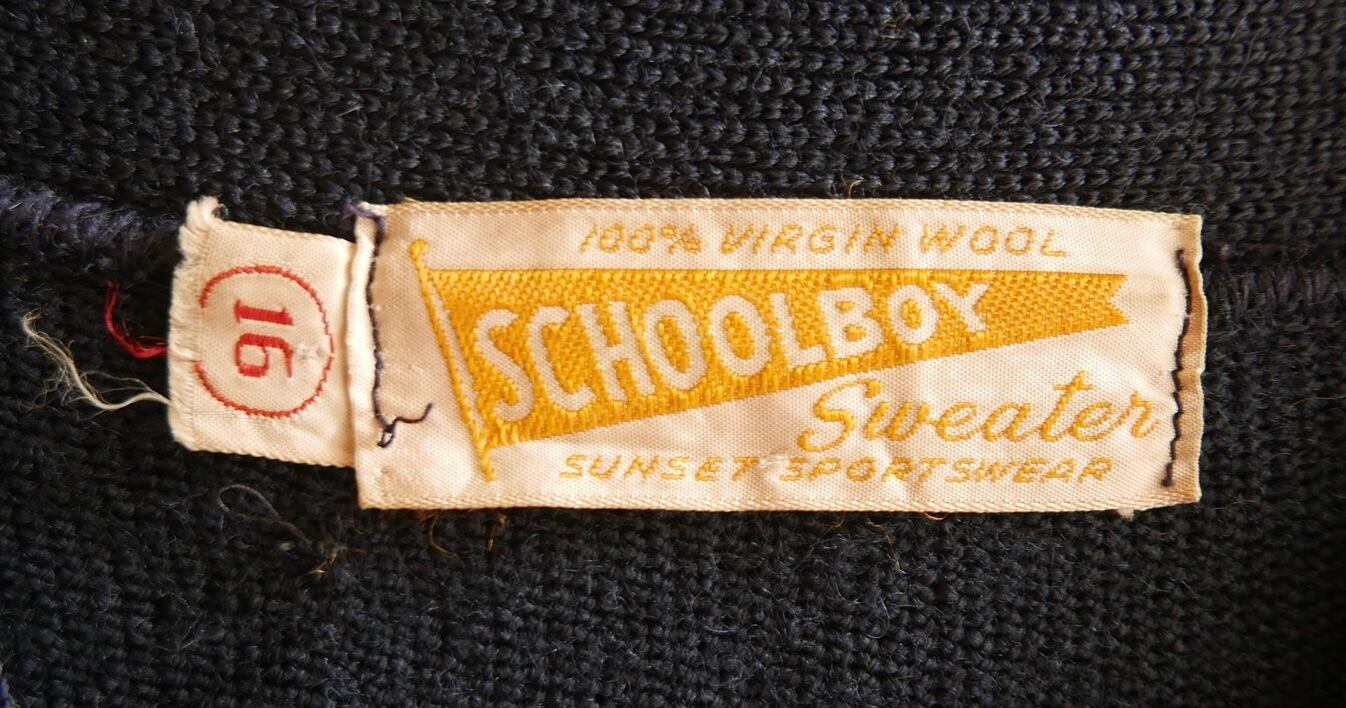 16
100% VIRGIN WOOL
SCHOOLBOY
Sweater
SUNSET SPORTSWEAR